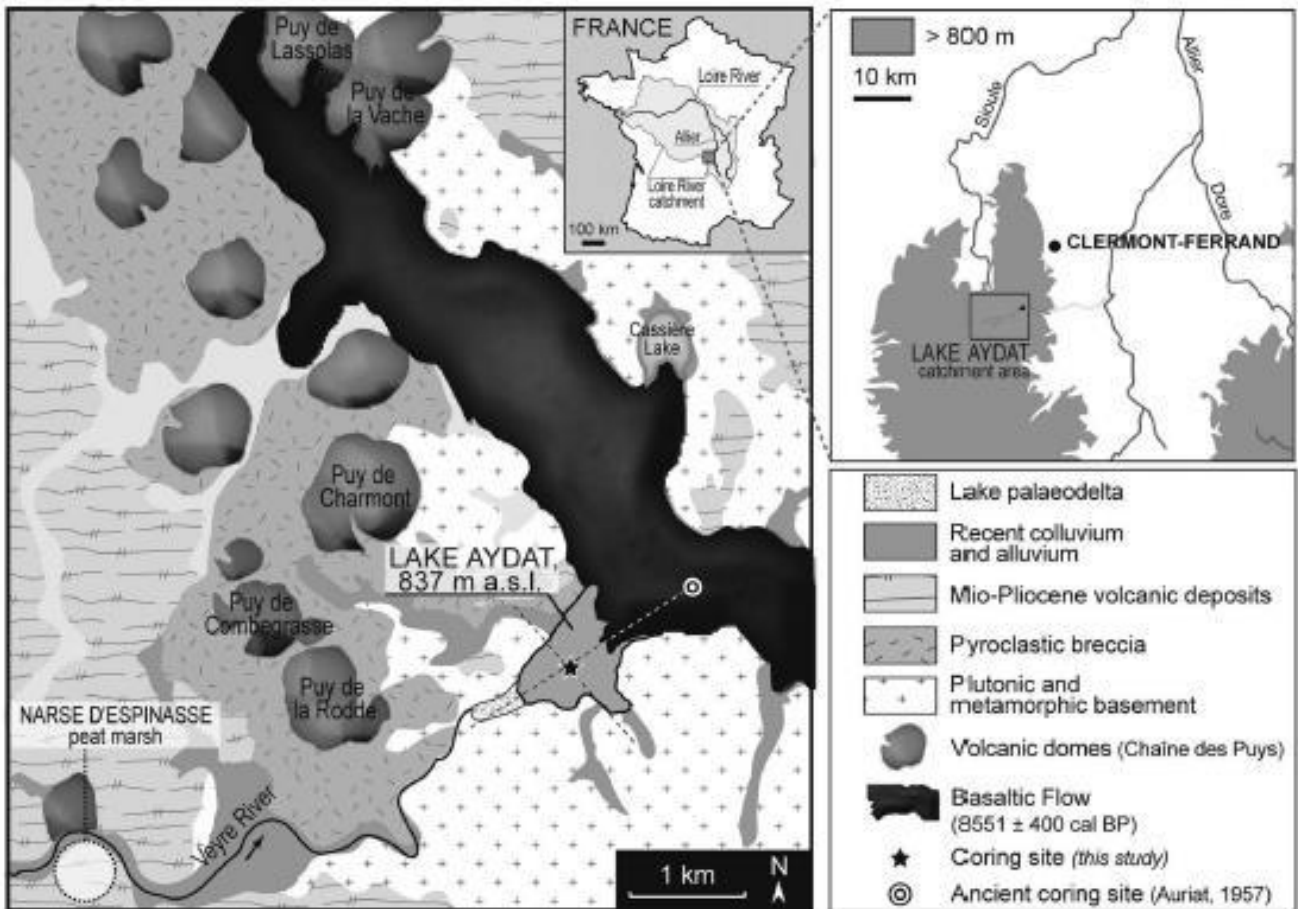 Puy de
Lassolas
Puy de
la Vache
FRANCE
Loire River
Allier
Loire River
catchment
100 km
Cassière
Lake
Puy de
Charmont
LAKE AYDAT,
837 m a.s.l.
Puy de
Combegrasse
Puy de
la Rodde
NARSE D'ESPINASSE
peat marsh
Veyre River
1 km
N
> 800 m
10 km
Sioule
Allier
Dore
CLERMONT-FERRAND
LAKE AYDAT
catchment area
Lake palaeodelta
Recent colluvium
and alluvium
Mio-Pliocene volcanic deposits
Pyroclastic breccia
Plutonic and
metamorphic basement
Volcanic domes (Chaîne des Puys)
Basaltic Flow
(8551 ± 400 cal BP)
Coring site (this study)
Ancient coring site (Auriat, 1957)